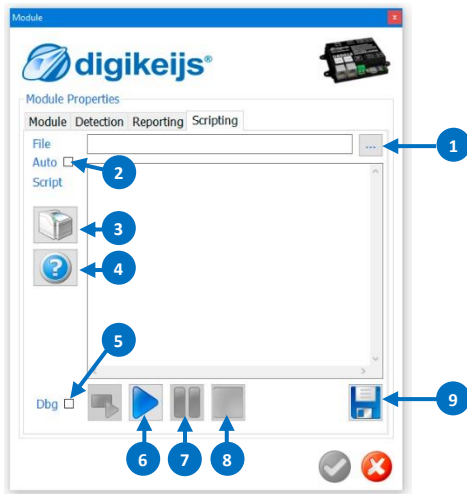 Module
x
digikeijs®
Module Properties
Module Detection Reporting Scripting
File
...
1
Auto
2
Script
3
?
4
5
Dbg
9
6 7 8